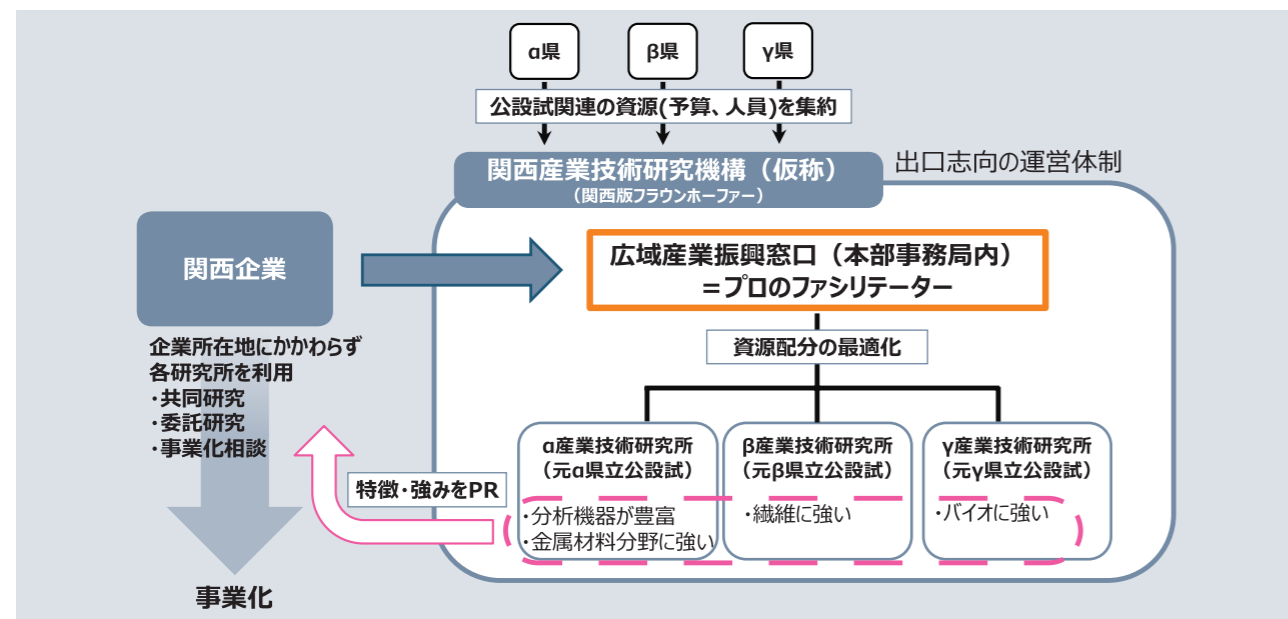 α県
β県
γ県
公設試関連の資源(予算、人員)を集約
関西産業技術研究機構（仮称）
（関西版フラウンホーファー）
出口志向の運営体制
関西企業
広域産業振興窓口（本部事務局内）
＝プロのファシリテーター
企業所在地にかかわらず
各研究所を利用
・共同研究
・委託研究
・事業化相談
資源配分の最適化
α産業技術研究所
（元α県立公設試）
・分析機器が豊富
・金属材料分野に強い
β産業技術研究所
（元β県立公設試）
・繊維に強い
γ産業技術研究所
（元γ県立公設試）
・バイオに強い
特徴・強みをPR
事業化